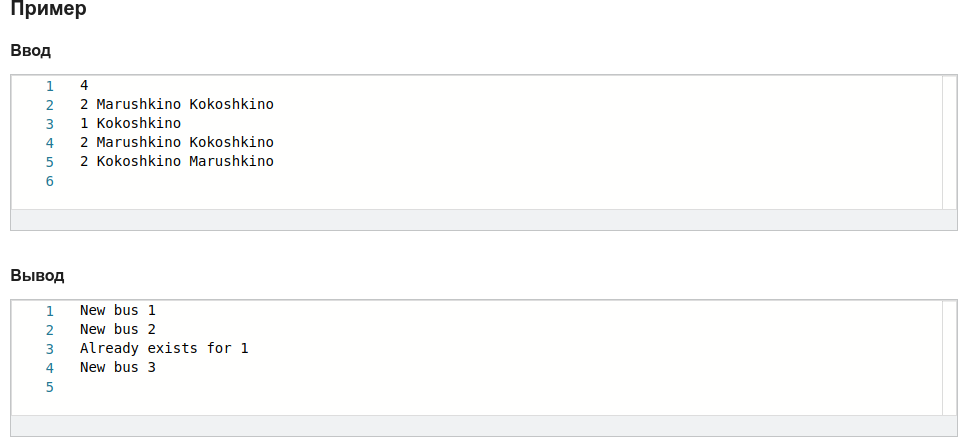 Пример
Ввод
1 4
2 2 Marushkino Kokoshkino
3 1 Kokoshkino
4 2 Marushkino Kokoshkino
5 2 Kokoshkino Marushkino
6
Вывод
1 New bus 1
2 New bus 2
3 Already exists for 1
4 New bus 3
5